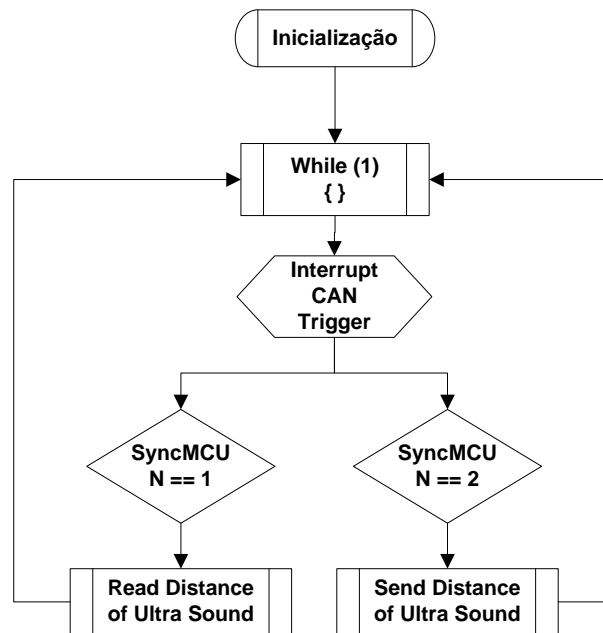 Inicialização
While (1)
{ }
Interrupt
CAN
Trigger
SyncMCU
N == 1
SyncMCU
N == 2
Read Distance
of Ultra Sound
Send Distance
of Ultra Sound